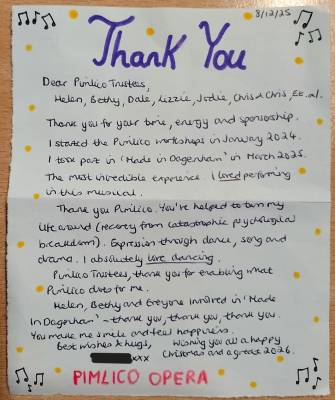 8/12/25
Thank You
Dear Pimlico Trustees,
Helen, Bethy, Dale, Lizzie, Jodie, Chris & Chris, Et.al.
Thank you for your time, energy and sponsorship.
I started the Pimlico workshops in January 2024.
I took part in 'Made in Dagenham' in March 2025.
The most incredible experience. I loved performing
in this musical.
Thank you Pimlico. You've helped to turn my
life around (recovery from catastrophic psychological
breakdown). Expression through dance, song and
drama. I absolutely love dancing.
Pimlico Trustees, thank you for enabling what
Pimlico does for me.
Helen, Bethy and Everyone involved in 'Made
In Dagenham' - thank you, thank you, thank you.
You make me smile and feel happiness.
Best wishes & hugs, Wishing you all a happy
xxx Christmas and a great 2026.
PIMLICO OPERA